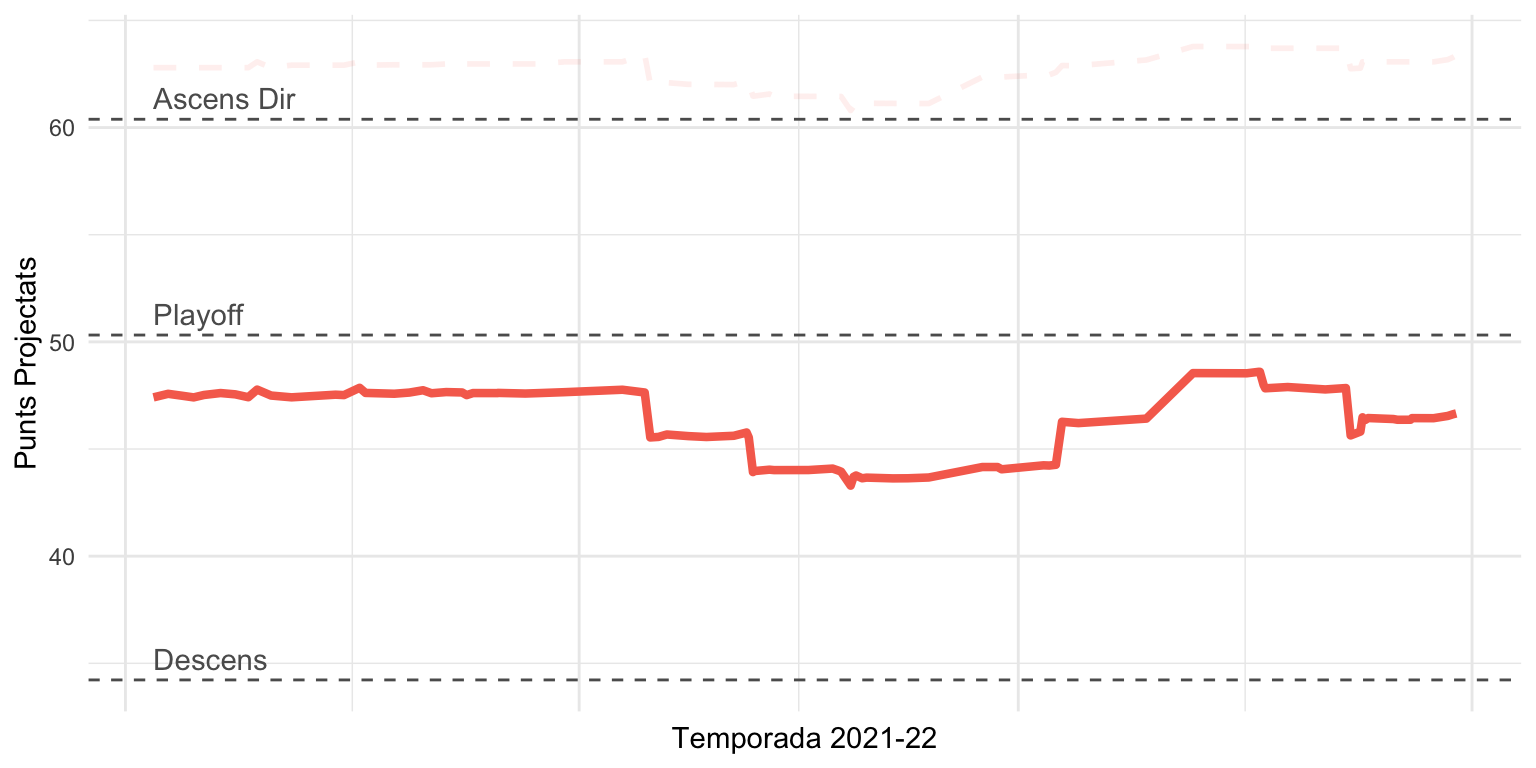 Ascens Dir
60
Playoff
50
40
Descens
Punts Projectats
Temporada 2021-22